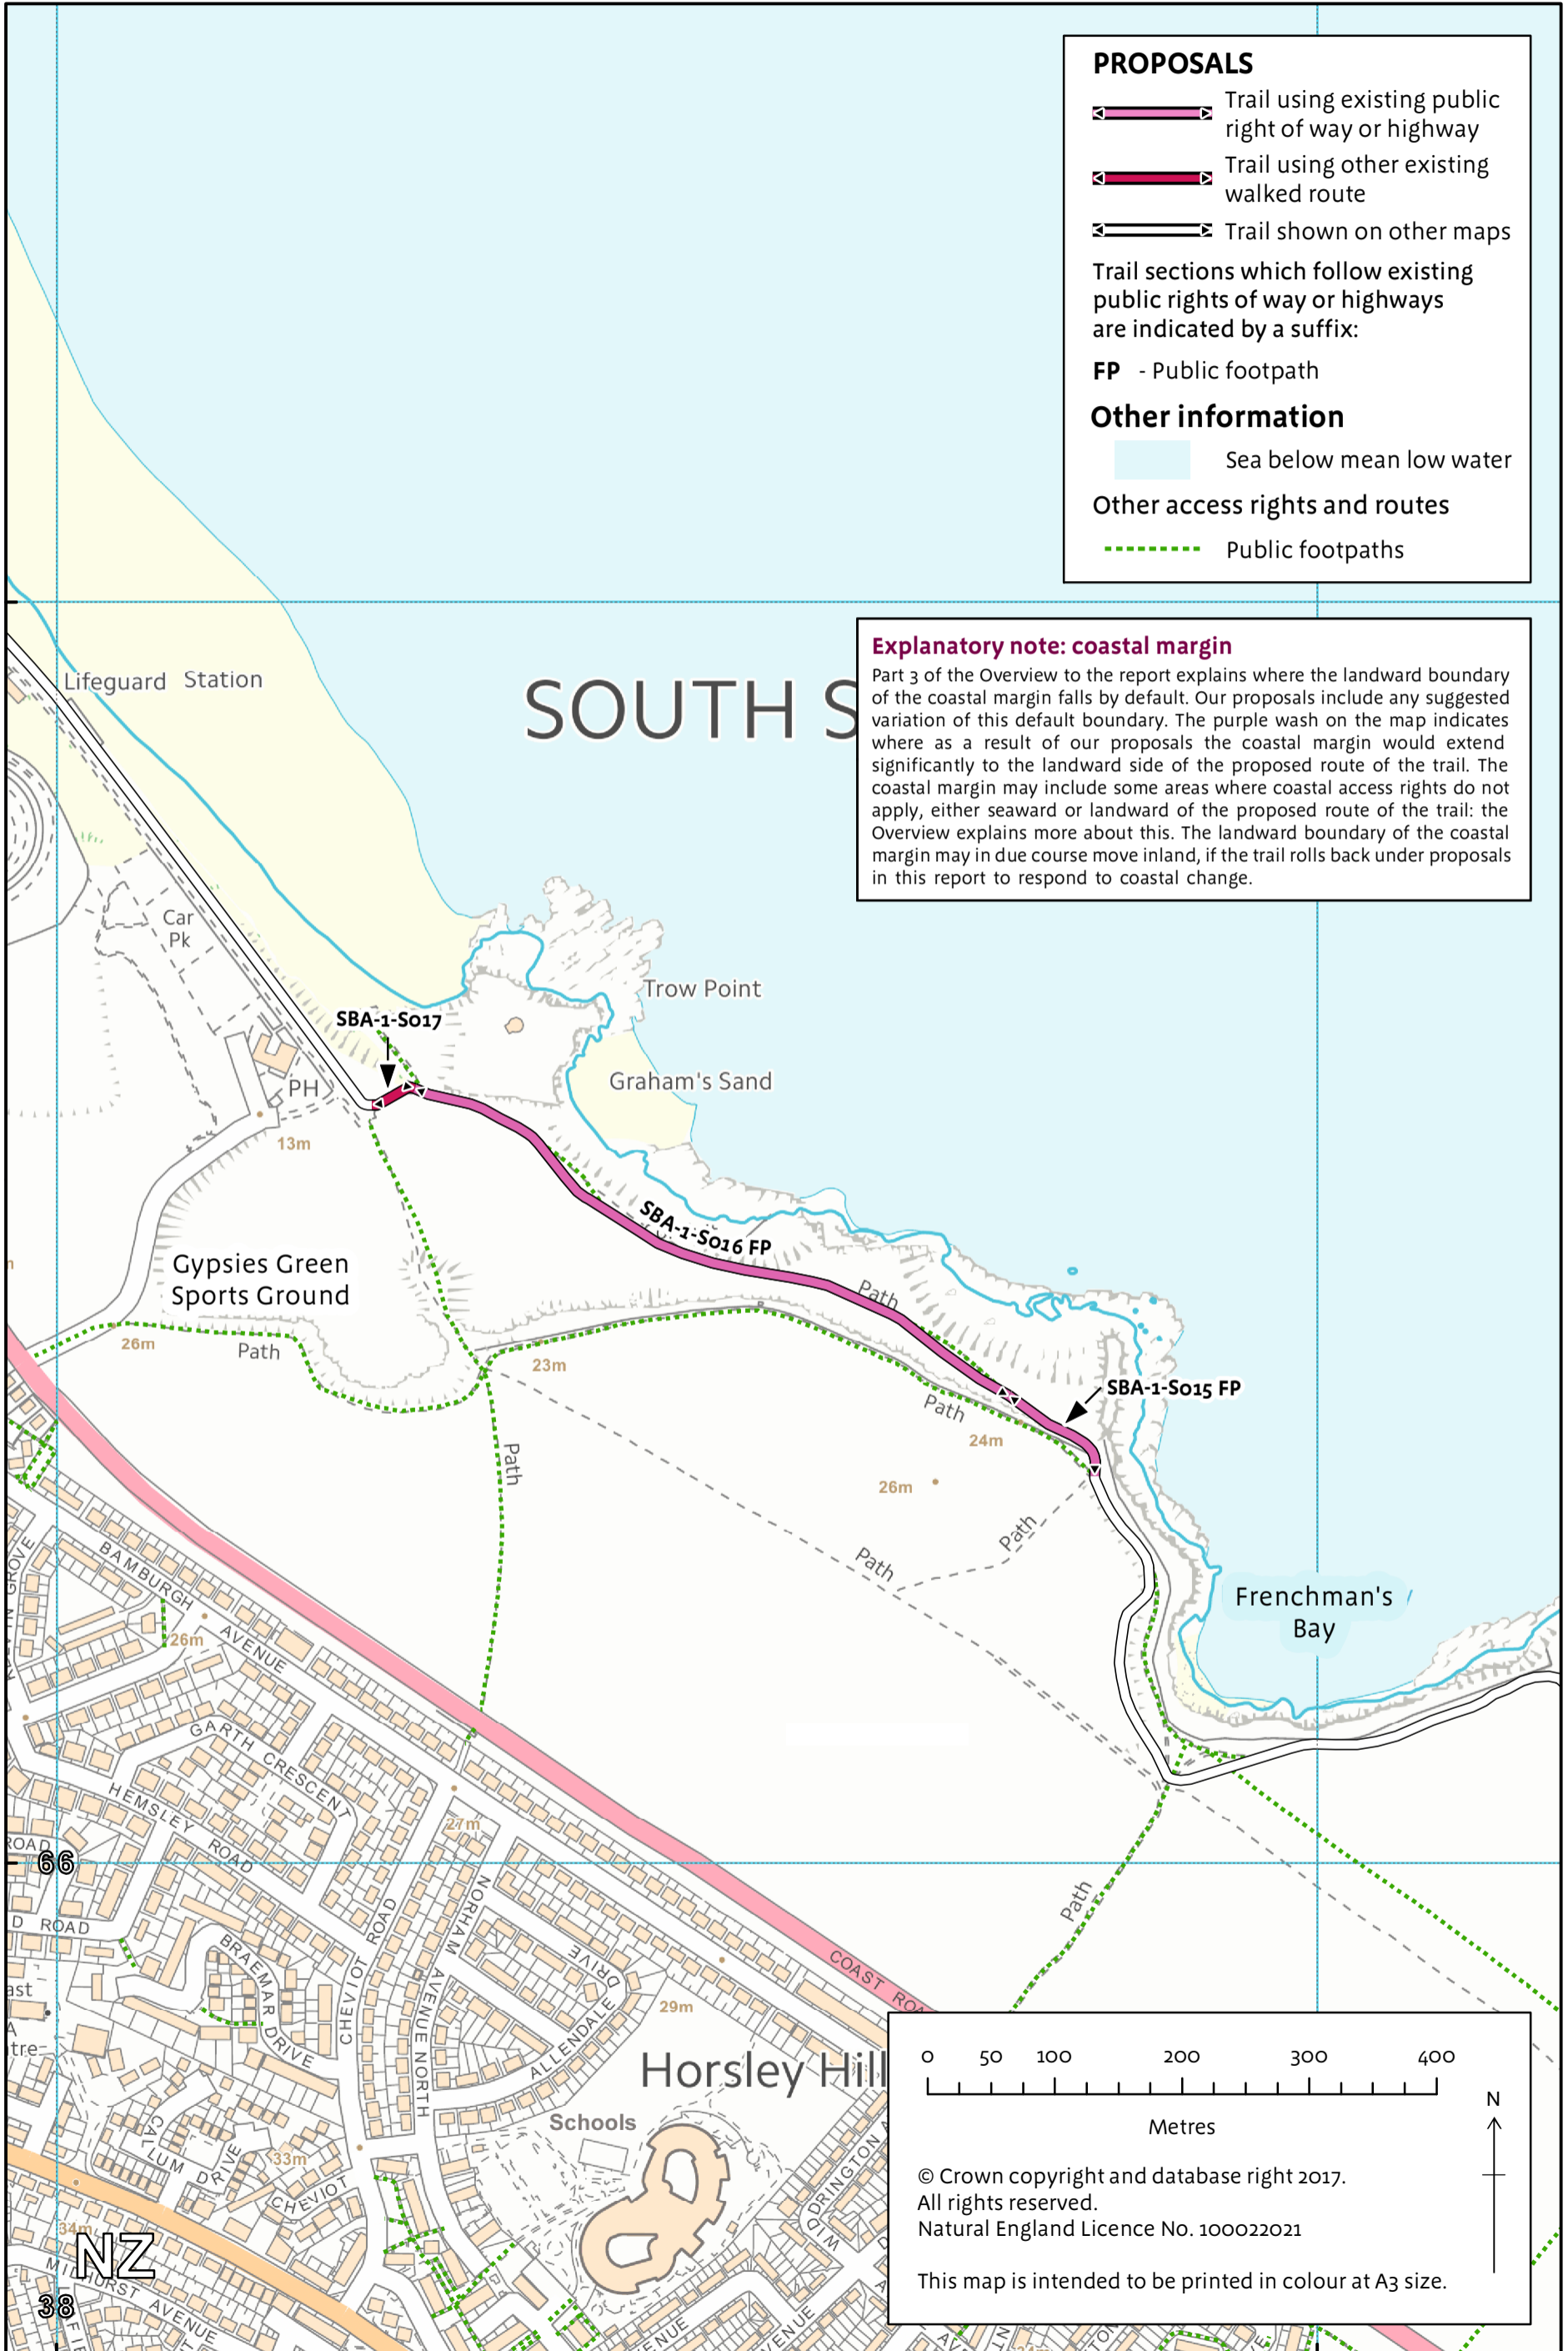 PROPOSALS
Trail using existing public
right of way or highway
Trail using other existing
walked route
Trail shown on other maps
Trail sections which follow existing
public rights of way or highways
are indicated by a suffix:
FP - Public footpath
Other information
Sea below mean low water
Other access rights and routes
Public footpaths
Explanatory note: coastal margin
Part 3 of the Overview to the report explains where the landward boundary
of the coastal margin falls by default. Our proposals include any suggested
variation of this default boundary. The purple wash on the map indicates
where as a result of our proposals the coastal margin would extend
significantly to the landward side of the proposed route of the trail. The
coastal margin may include some areas where coastal access rights do not
apply, either seaward or landward of the proposed route of the trail: the
Overview explains more about this. The landward boundary of the coastal
margin may in due course move inland, if the trail rolls back under proposals
in this report to respond to coastal change.
Lifeguard Station
SOUTH S
Car
Pk
Trow Point
SBA-1-S017
Graham's Sand
PH
13m
SBA-1-S016 FP
Gypsies Green
Sports Ground
Path
26m
Path
23m
SBA-1-S015 FP
Path
24m
Path
26m
Path
Path
Frenchman's
Bay
BAMBURGH
AVENUE
26m
GARTH CRESCENT
HEMSLEY ROAD
27m
ROAD
66
NORHAM
AVENUE NORTH
Path
D ROAD
CHEVIOT ROAD
BRAEMAR
DRIVE
DRIVE
ALLENDALE
COAST ROA
ast
A
tre
29m
Horsley Hill
Schools
CALLUM DRIVE
33m
CHEVIOT
DRINGTON
WID
34m
NZ
MIDHURST
AVENUE
38
ENUE
VENUE
0 50 100 200 300 400
Metres
N
© Crown copyright and database right 2017.
All rights reserved.
Natural England Licence No. 100022021
This map is intended to be printed in colour at A3 size.